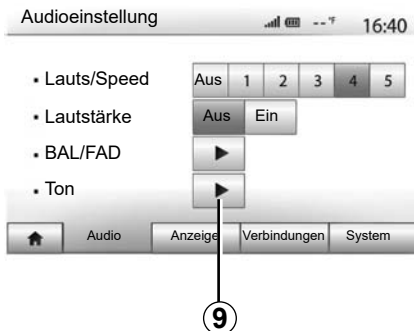 Audioeinstellung -- °F 16:40
• Lauts/Speed Aus 1 2 3 4 5
• Lautstärke Aus Ein
• BAL/FAD
• Ton
Audio Anzeige Verbindungen System
9